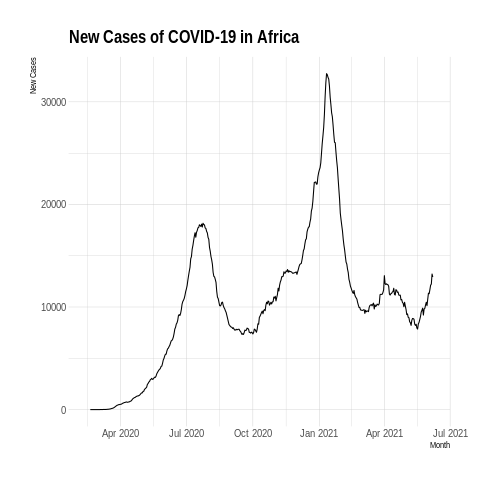 New Cases of COVID-19 in Africa
New Cases
30000
20000
10000
0
Apr 2020 Jul 2020 Oct 2020 Jan 2021 Apr 2021 Jul 2021
Month